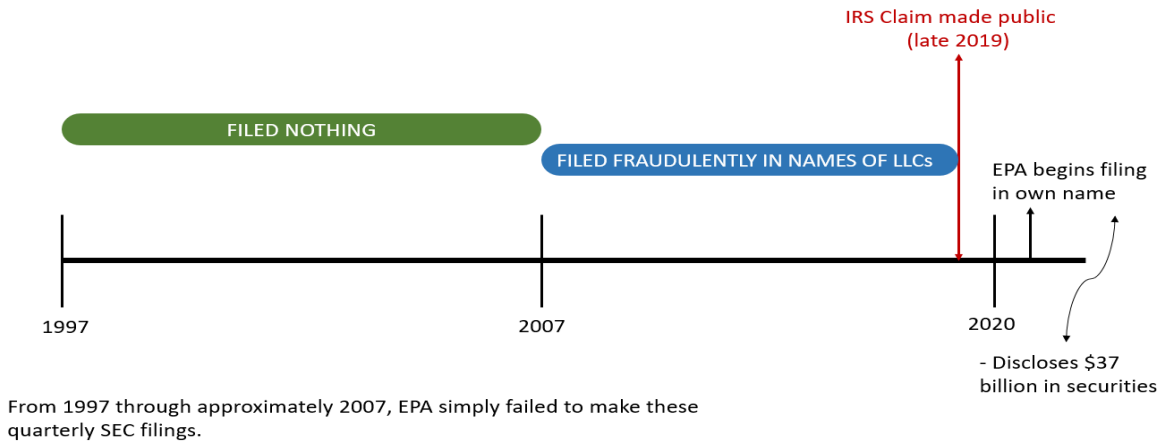 IRS Claim made public
(late 2019)
FILED NOTHING
FILED FRAUDULENTLY IN NAMES OF LLCs
EPA begins filing
in own name
1997
2007
2020
- Discloses $37
billion in securities
From 1997 through approximately 2007, EPA simply failed to make these
quarterly SEC filings.